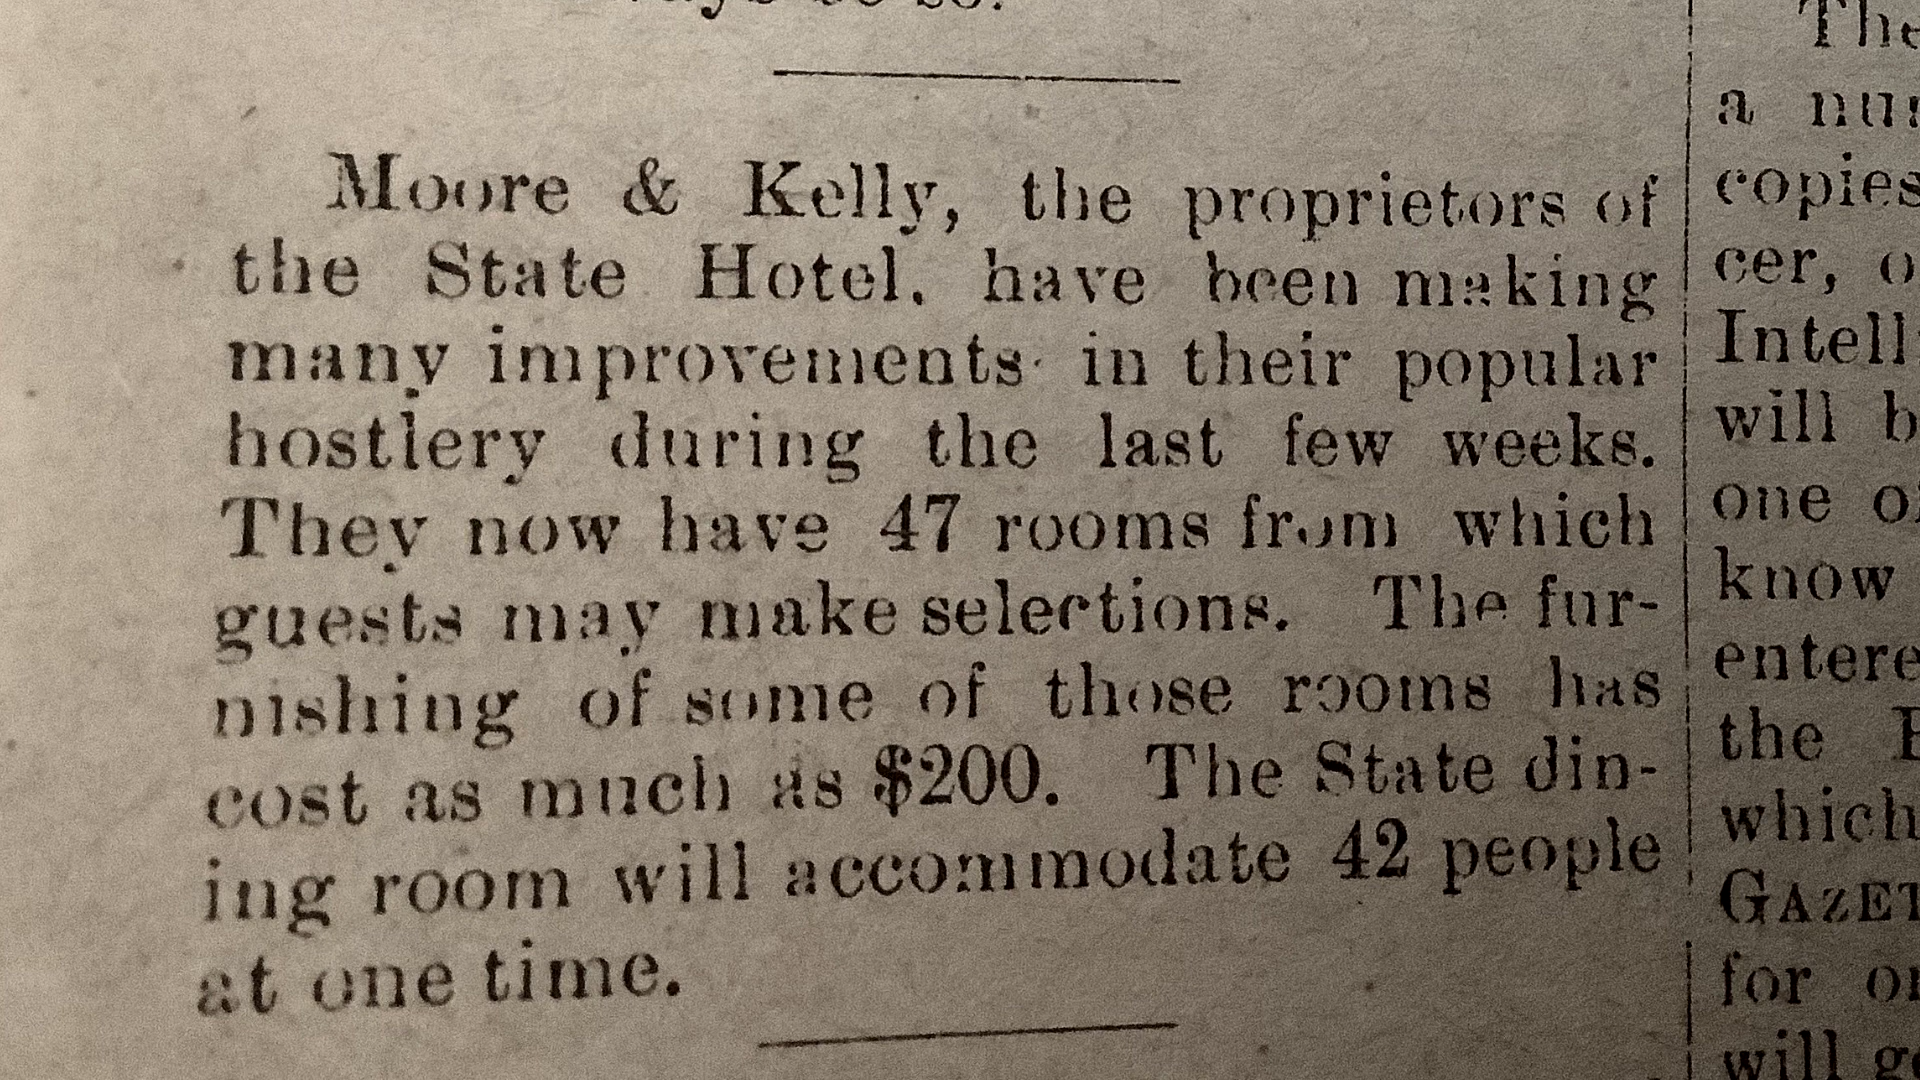 Moore & Kelly, the proprietors of
the State Hotel, have been making
many improvements in their popular
hostlery during the last few weeks.
They now have 47 rooms from which
guests may make selections. The fur-
nishing of some of those rooms has
cost as much as $200. The State din-
ing room will accommodate 42 people
at one time.
The
a
copies
cer,
Intell
will b
one of
know
entere
the
which
GAZET
for
will